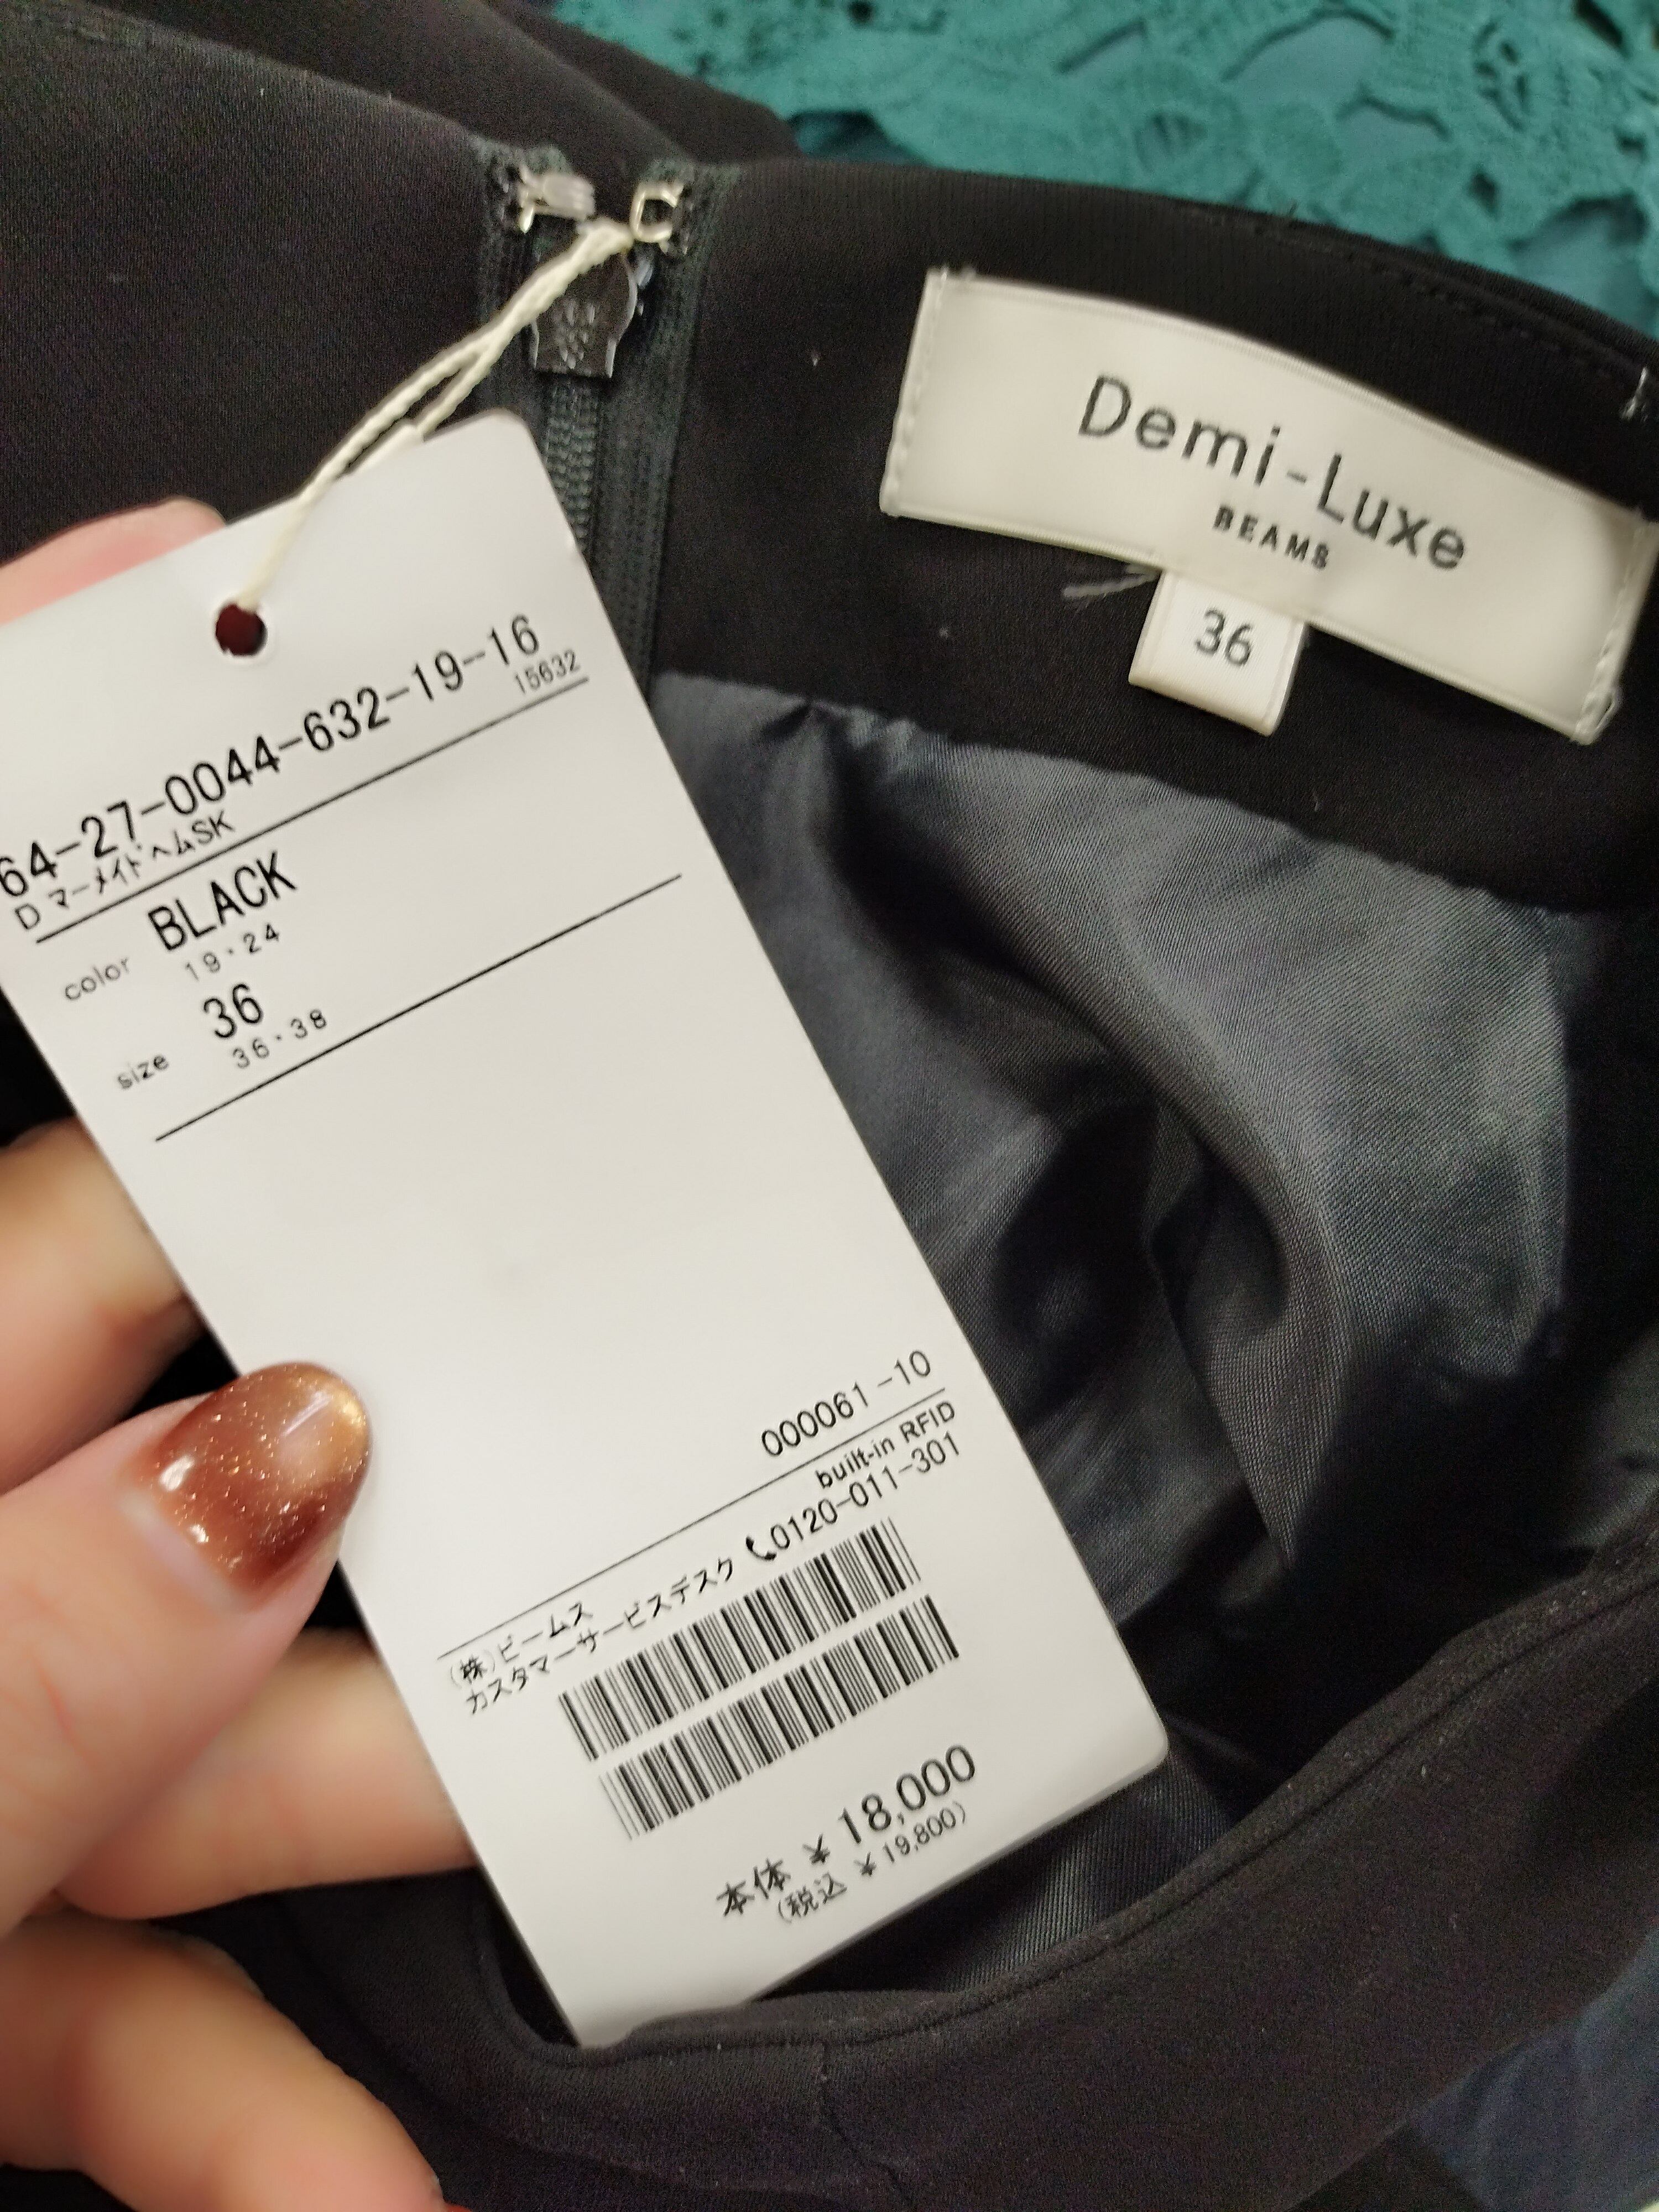 Demi-Luxe
BEAMS
36
64-27-0044-632-19-16
15632
D マーメイド ヘムSK
color BLACK
19・24
size 36
36・38
000061-10
built-in RFID
(株)ビームス
カスタマーサービスデスク 0120-011-301
本体 ¥ 18,000
(税込 ¥ 19,800)